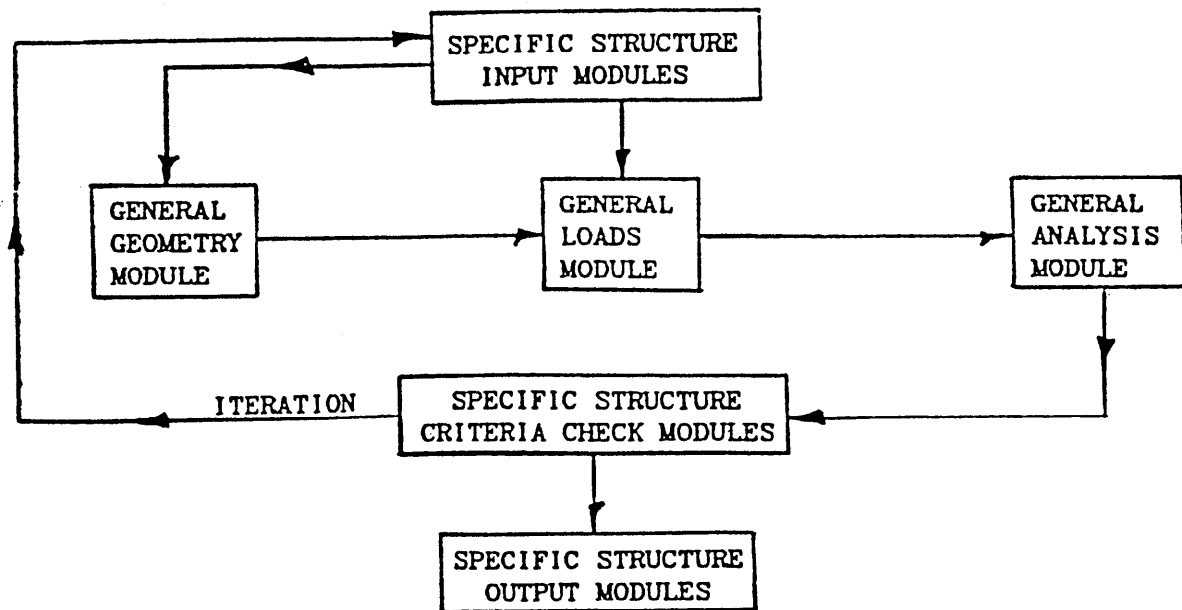 SPECIFIC STRUCTURE
INPUT MODULES
GENERAL
GEOMETRY
MODULE
GENERAL
LOADS
MODULE
GENERAL
ANALYSIS
MODULE
ITERATION
SPECIFIC STRUCTURE
CRITERIA CHECK MODULES
SPECIFIC STRUCTURE
OUTPUT MODULES